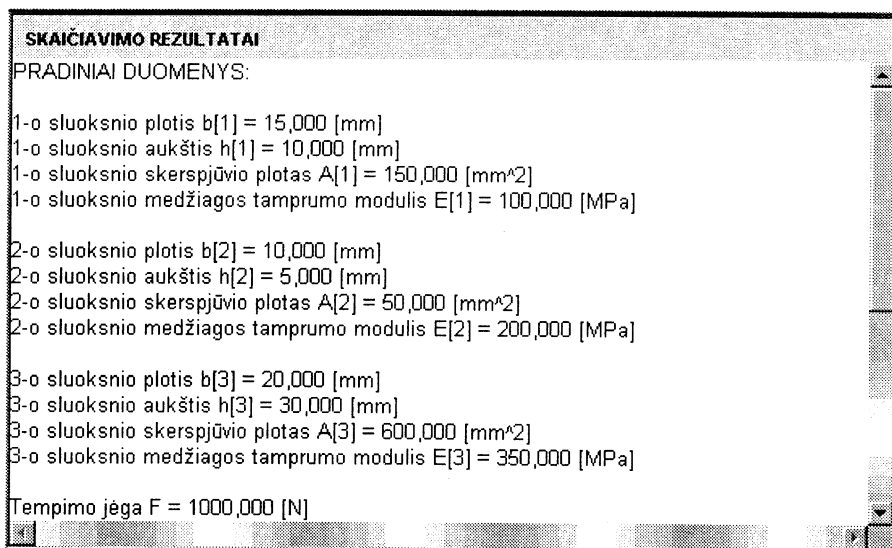 SKAIČIAVIMO REZULTATAI
PRADINIAI DUOMENYS:
1-o sluoksnio plotis b[1] = 15,000 [mm]
1-o sluoksnio aukštis h[1] = 10,000 [mm]
1-o sluoksnio skerspjūvio plotas A[1] = 150,000 [mm^2]
1-o sluoksnio medžiagos tamprumo modulis E[1] = 100,000 [MPa]
2-o sluoksnio plotis b[2] = 10,000 [mm]
2-o sluoksnio aukštis h[2] = 5,000 [mm]
2-o sluoksnio skerspjūvio plotas A[2] = 50,000 [mm^2]
2-o sluoksnio medžiagos tamprumo modulis E[2] = 200,000 [MPa]
3-o sluoksnio plotis b[3] = 20,000 [mm]
3-o sluoksnio aukštis h[3] = 30,000 [mm]
3-o sluoksnio skerspjūvio plotas A[3] = 600,000 [mm^2]
3-o sluoksnio medžiagos tamprumo modulis E[3] = 350,000 [MPa]
Tempimo jėga F = 1000,000 [N]